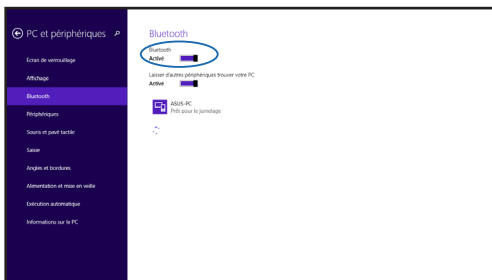 PC et périphériques
Écran de verrouillage
Affichage
Bluetooth
Périphériques
Souris et pavé tactile
Saisie
Angles et bordures
Alimentation et mise en veille
Exécution automatique
Informations sur le PC
Bluetooth
Bluetooth
Activé
Laisser d'autres périphériques trouver votre PC
Activé
ASUS-PC
Prêt pour le jumelage